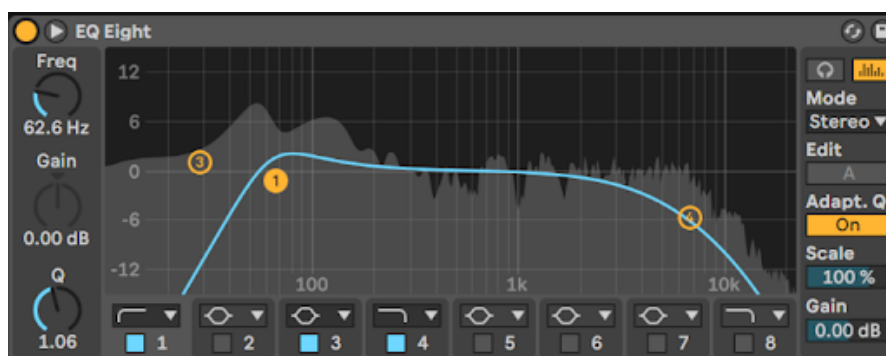 EQ Eight
Freq
62.6 Hz
Gain
0.00 dB
Q
1.06
12
6
0
-6
-12
100
1k
10k
3
1
4
Mode
Stereo
Edit
A
Adapt. Q
On
Scale
100 %
Gain
0.00 dB
1 2 3 4 5 6 7 8